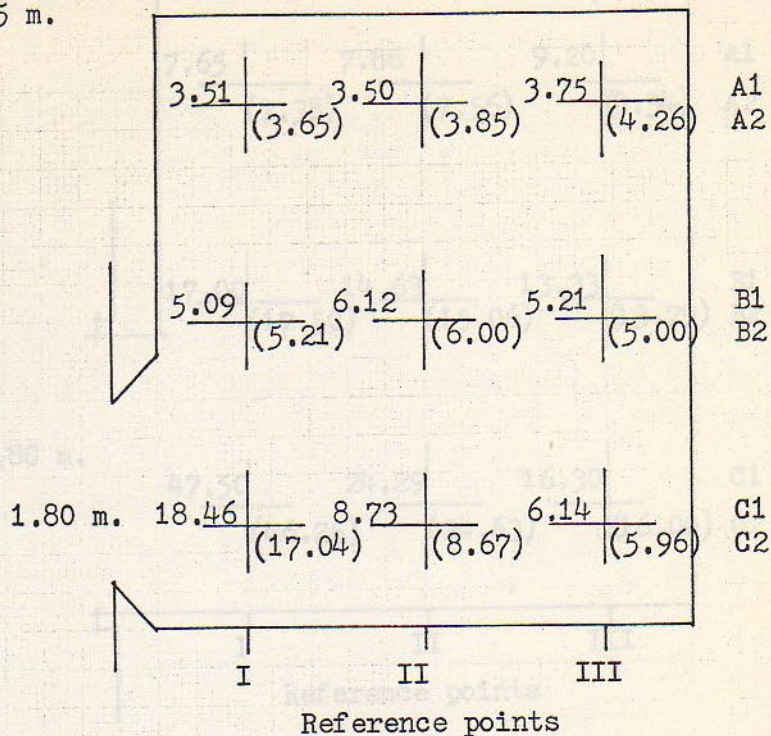 5 m.
3.51 3.50 3.75 A1
(3.65) (3.85) (4.26) A2
5.09 6.12 5.21 B1
(5.21) (6.00) (5.00) B2
1.80 m. 18.46 8.73 6.14 C1
(17.04) (8.67) (5.96) C2
I II III
Reference points